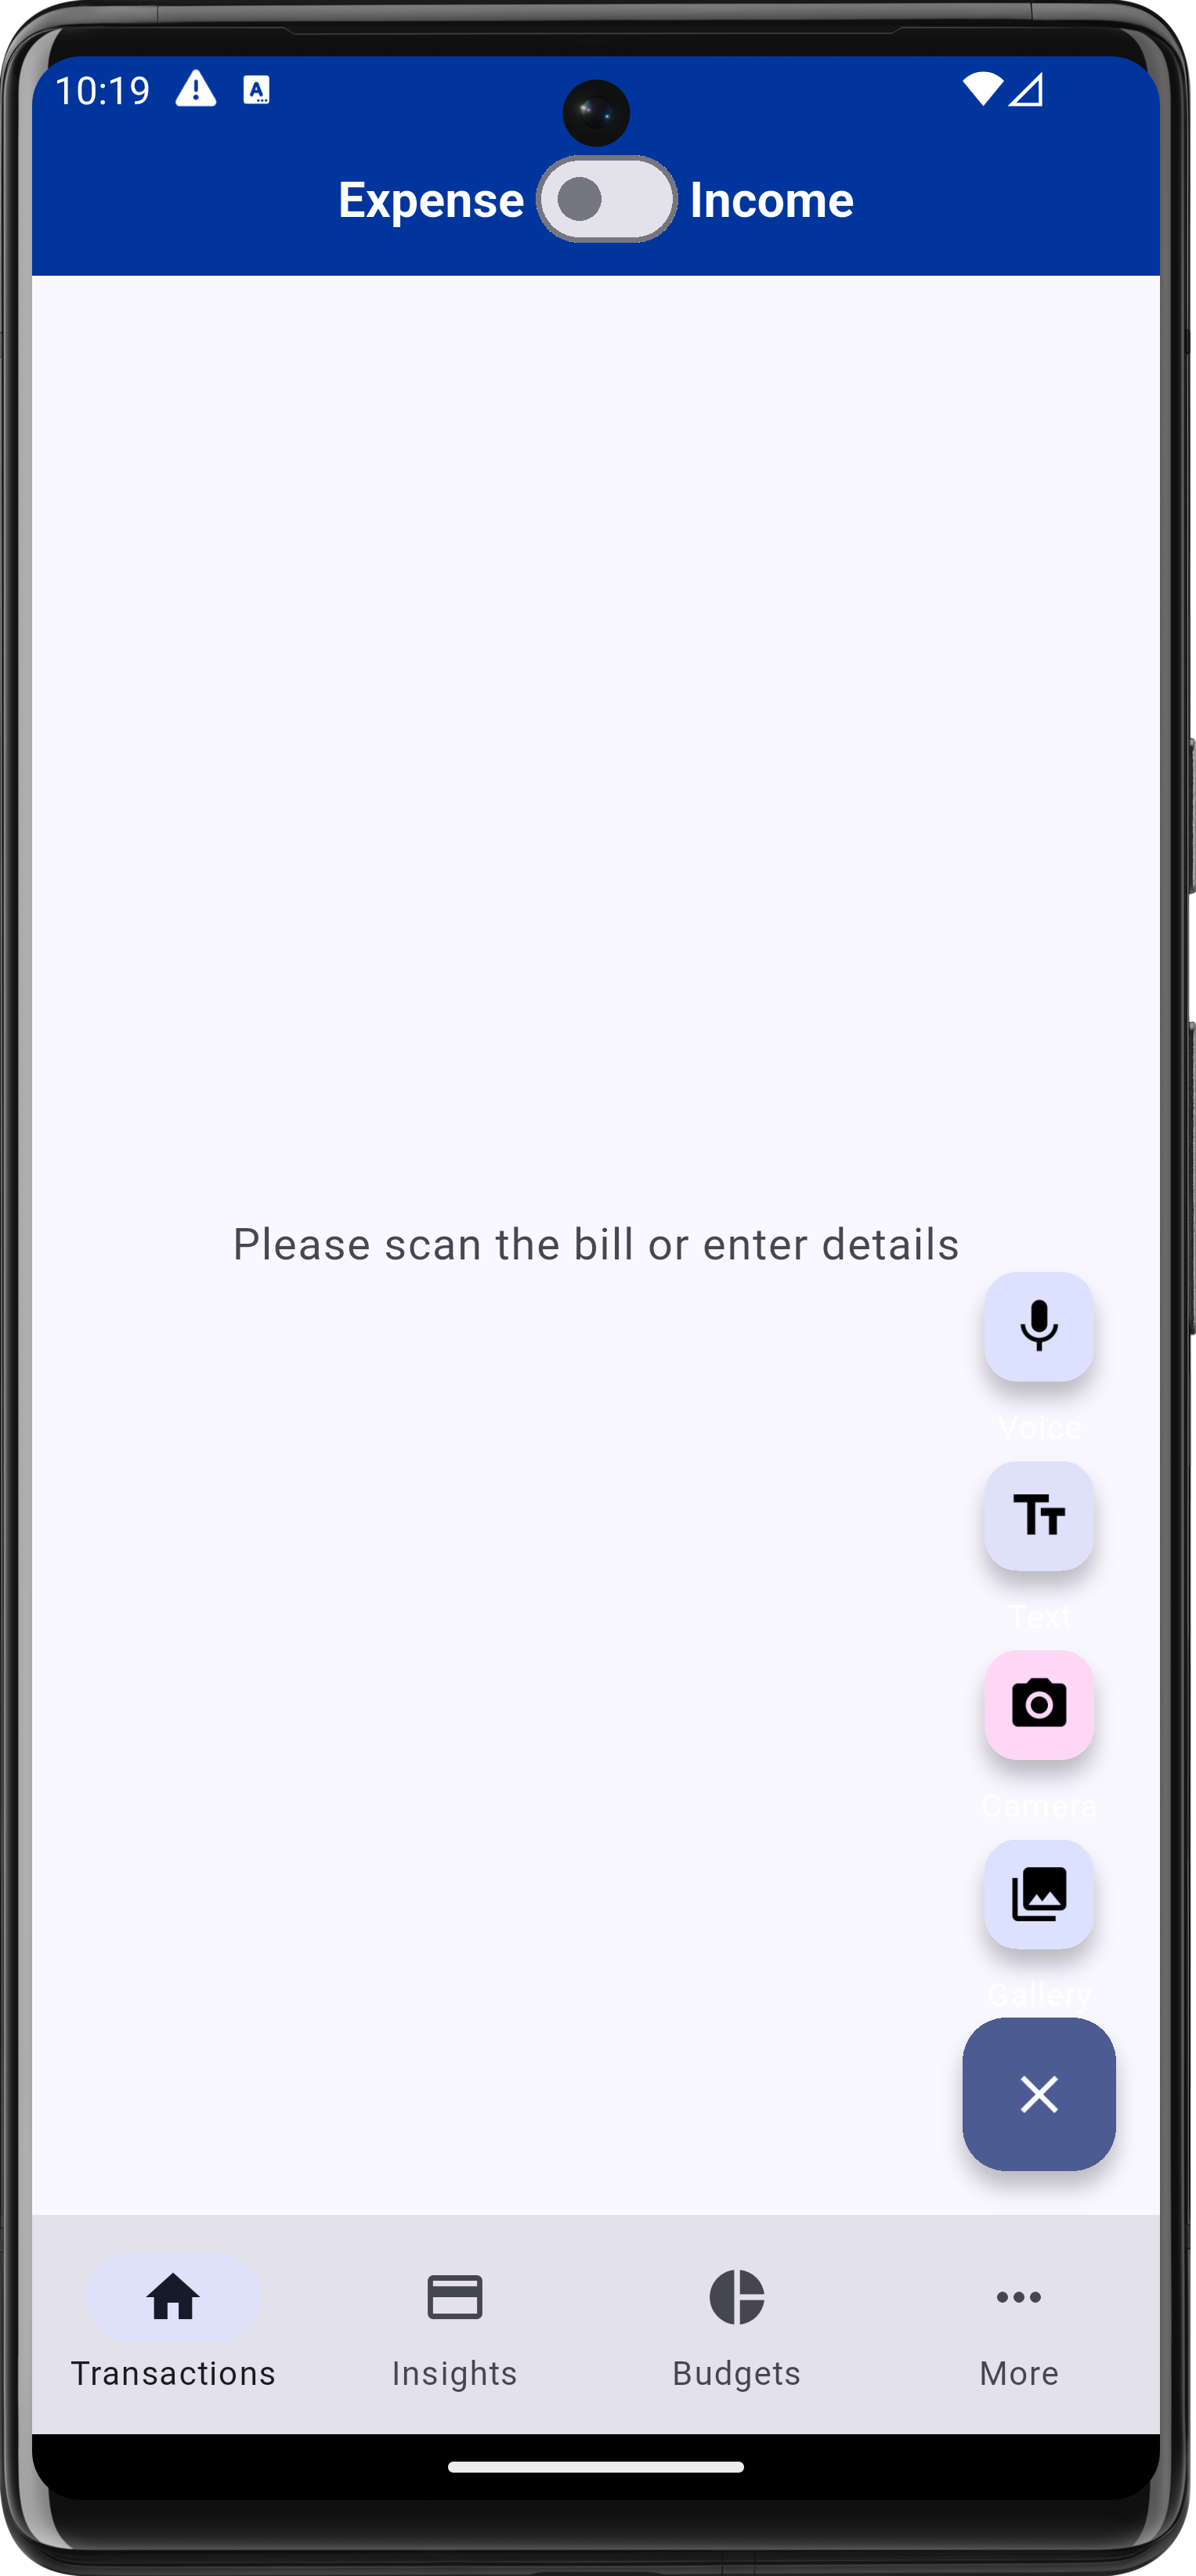 10:19
Expense Income
Please scan the bill or enter details
Voice
Text
Camera
Gallery
Transactions Insights Budgets More